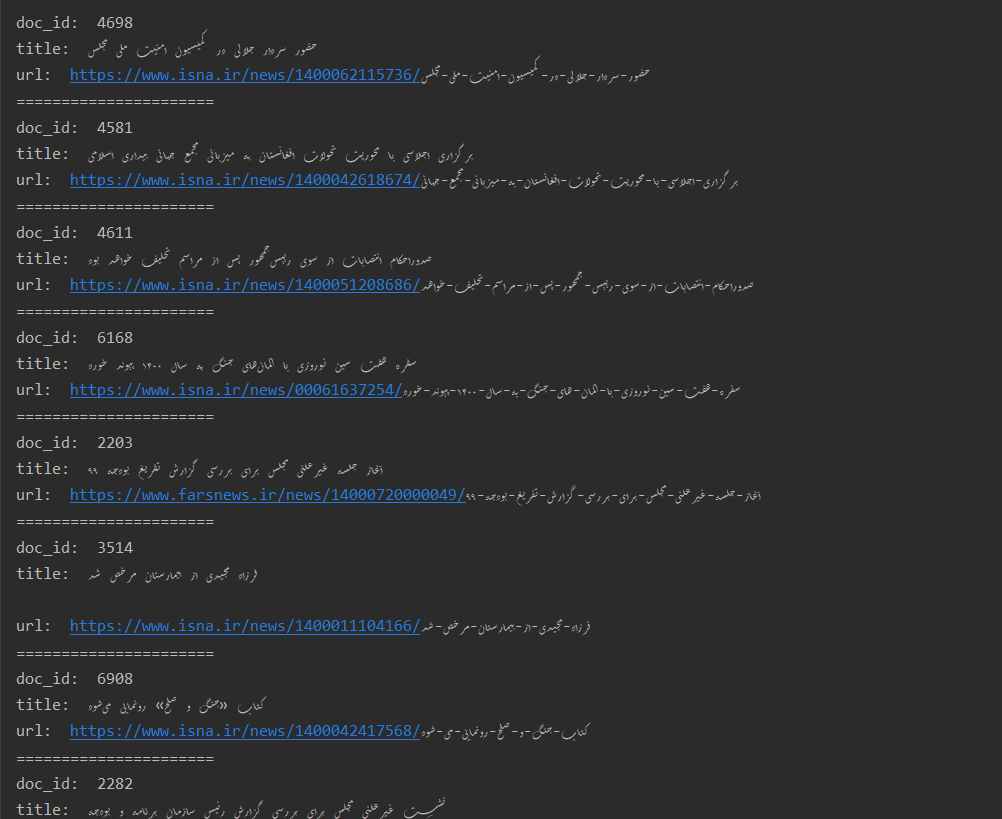 doc_id:  4698
title:  حضور سردار جلالی در کمیسیون امنیت ملی مجلس
url:  https://www.isna.ir/news/1400062115736/حضور-سردار-جلالی-در-کمیسیون-امنیت-ملی-مجلس
======================
doc_id:  4581
title:  برگزاری اجلاسی با محوریت تحولات افغانستان به میزبانی مجمع جهانی بیداری اسلامی
url:  https://www.isna.ir/news/1400042618674/برگزاری-اجلاسی-با-محوریت-تحولات-افغانستان-به-میزبانی-مجمع-جهانی
======================
doc_id:  4611
title:  صدوراحکام انتصابات از سوی رییس‌جمهور پس از مراسم تحلیف خواهد بود
url:  https://www.isna.ir/news/1400051208686/صدوراحکام-انتصابات-از-سوی-رییس-جمهور-پس-از-مراسم-تحلیف-خواهد
======================
doc_id:  6168
title:  سفره هفت سین نوروزی با المان‌های جنگ به سال ۱۴۰۰ پیوند خورد
url:  https://www.isna.ir/news/00061637254/سفره-هفت-سین-نوروزی-با-المان-های-جنگ-به-سال-۱۴۰۰-پیوند-خورد
======================
doc_id:  2203
title:  آغاز جلسه غیرعلنی مجلس برای بررسی گزارش تفریغ بودجه ۹۹
url:  https://www.farsnews.ir/news/14000720000049/آغاز-جلسه-غیرعلنی-مجلس-برای-بررسی-گزارش-تفریغ-بودجه-۹۹
======================
doc_id:  3514
title:  فرزاد مجیدی از بیمارستان مرخص شد
url:  https://www.isna.ir/news/1400011104166/فرزاد-مجیدی-از-بیمارستان-مرخص-شد
======================
doc_id:  6908
title:  کتاب «جنگ و صلح» رونمایی می‌شود
url:  https://www.isna.ir/news/1400042417568/کتاب-جنگ-و-صلح-رونمایی-می-شود
======================
doc_id:  2282
title:  نشست غیرعلنی مجلس برای بررسی گزارش رئیس سازمان برنامه و بودجه